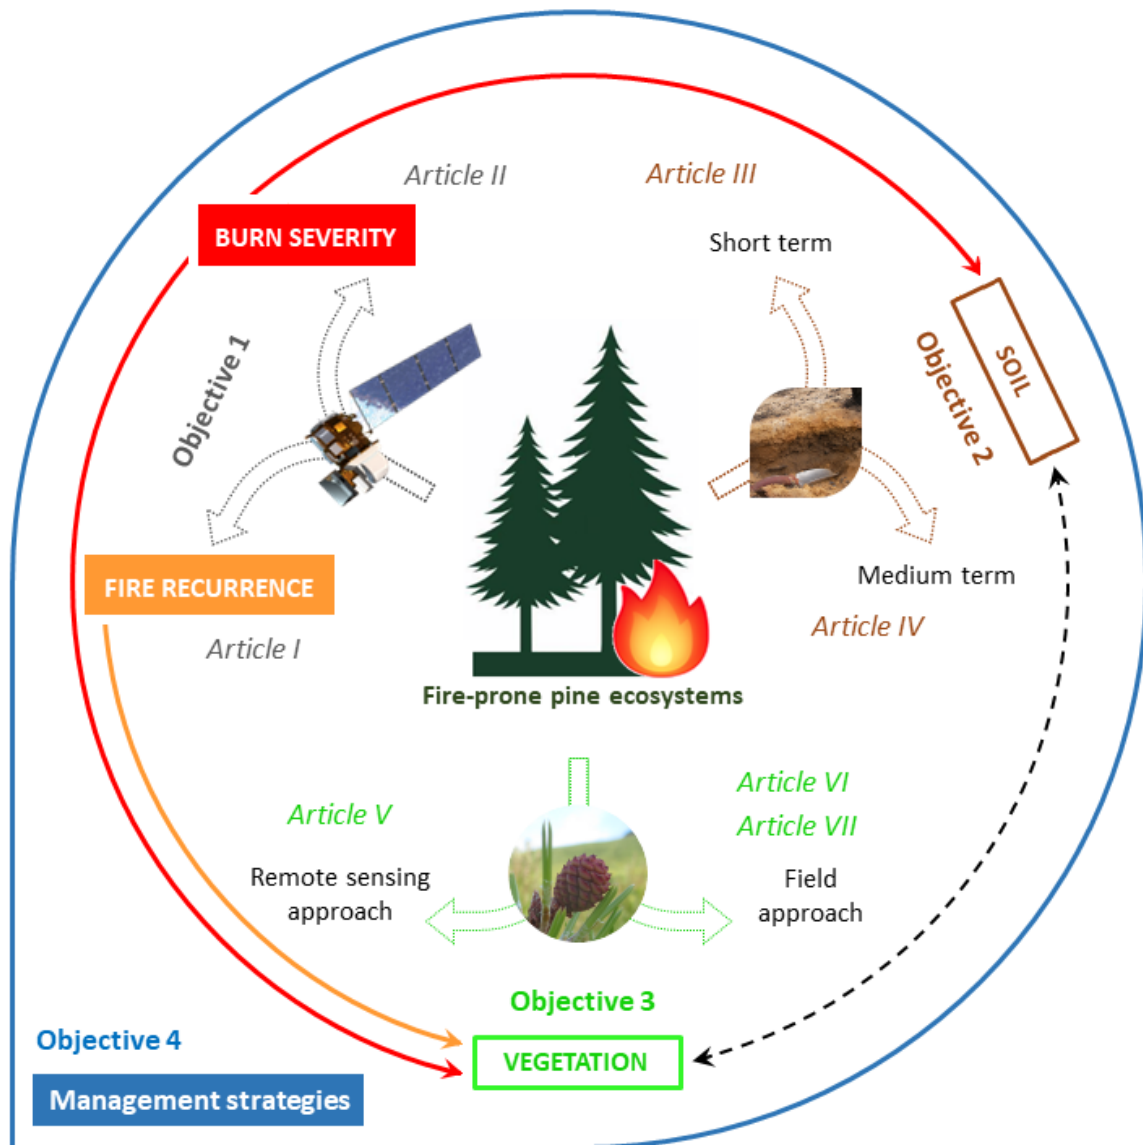 Article II
Article III
BURN SEVERITY
Short term
Objective 1
SOIL
Objective 2
FIRE RECURRENCE
Medium term
Article I
Article IV
Fire-prone pine ecosystems
Article V
Article VI
Article VII
Remote sensing
approach
Field
approach
Objective 3
VEGETATION
Objective 4
Management strategies